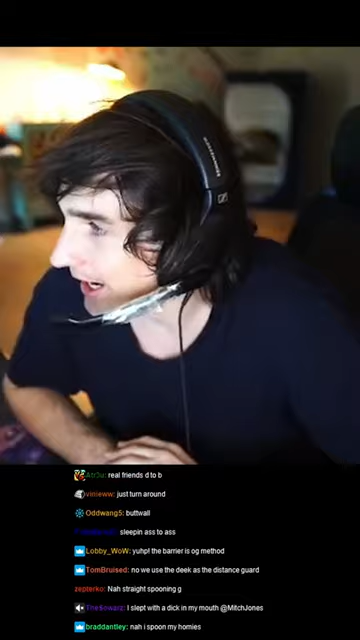 SENNHEISER
Atr3u: real friends d to b
vinieww: just turn around
Oddwang5: buttwall
sleepin ass to ass
Lobby_WoW: yuhp! the barrier is og method
TomBruised: no we use the deek as the distance guard
zepterko: Nah straight spooning g
TheSowarz: I slept with a dick in my mouth @MitchJones
braddantley: nah i spoon my homies